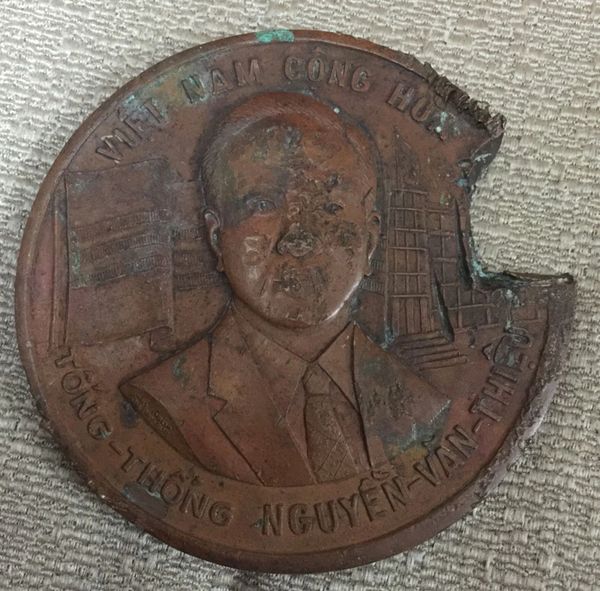 VIỆT NAM CỘNG HÒA
TỔNG-THỐNG NGUYỄN-VĂN-THIỆU